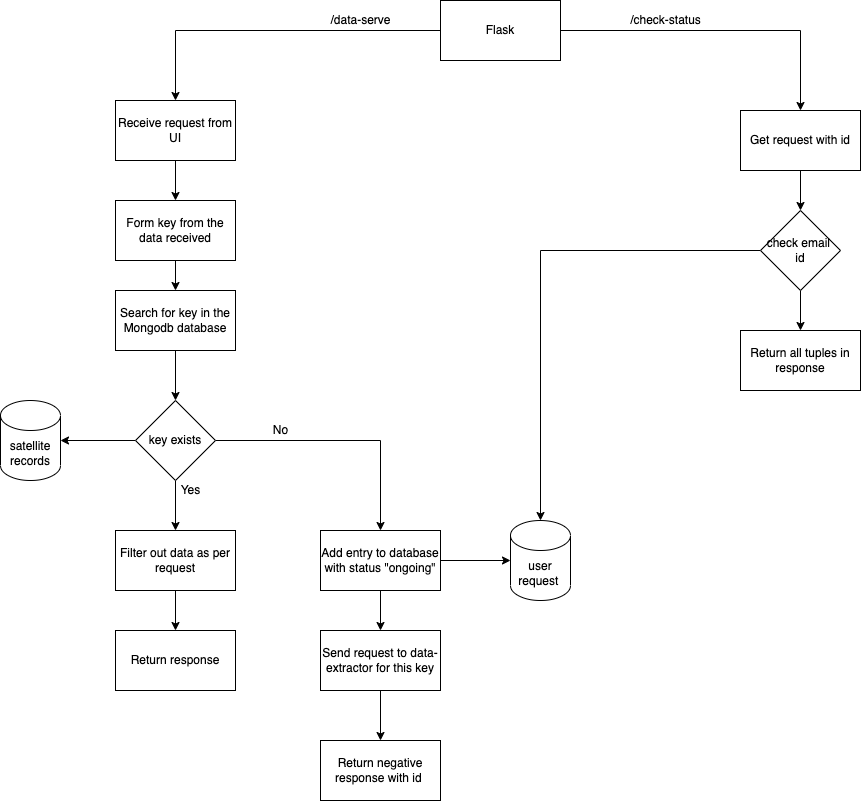 /data-serve
Flask
/check-status
Receive request from
UI
Get request with id
Form key from the
data received
check email
id
Search for key in the
Mongodb database
Return all tuples in
response
satellite
records
key exists
No
Yes
Filter out data as per
request
Add entry to database
with status "ongoing"
user
request
Return response
Send request to data-
extractor for this key
Return negative
response with id